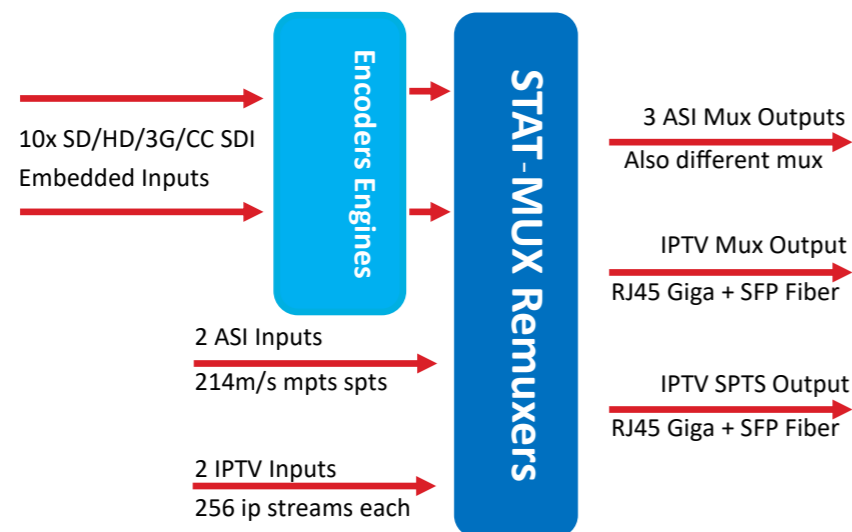 10x SD/HD/3G/CC SDI
Embedded Inputs
Encoders Engines
2 ASI Inputs
214m/s mpts spts
2 IPTV Inputs
256 ip streams each
STAT-MUX Remuxers
3 ASI Mux Outputs
Also different mux
IPTV Mux Output
RJ45 Giga + SFP Fiber
IPTV SPTS Output
RJ45 Giga + SFP Fiber